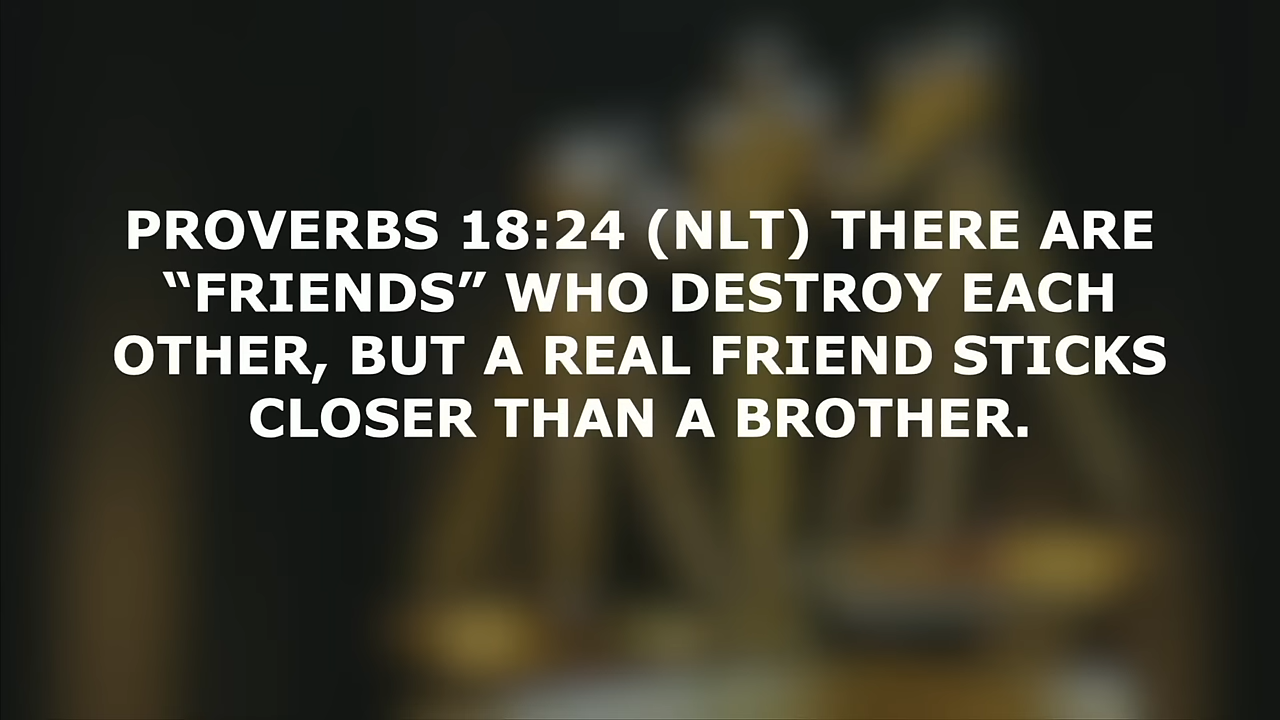 PROVERBS 18:24 (NLT) THERE ARE
“FRIENDS” WHO DESTROY EACH
OTHER, BUT A REAL FRIEND STICKS
CLOSER THAN A BROTHER.